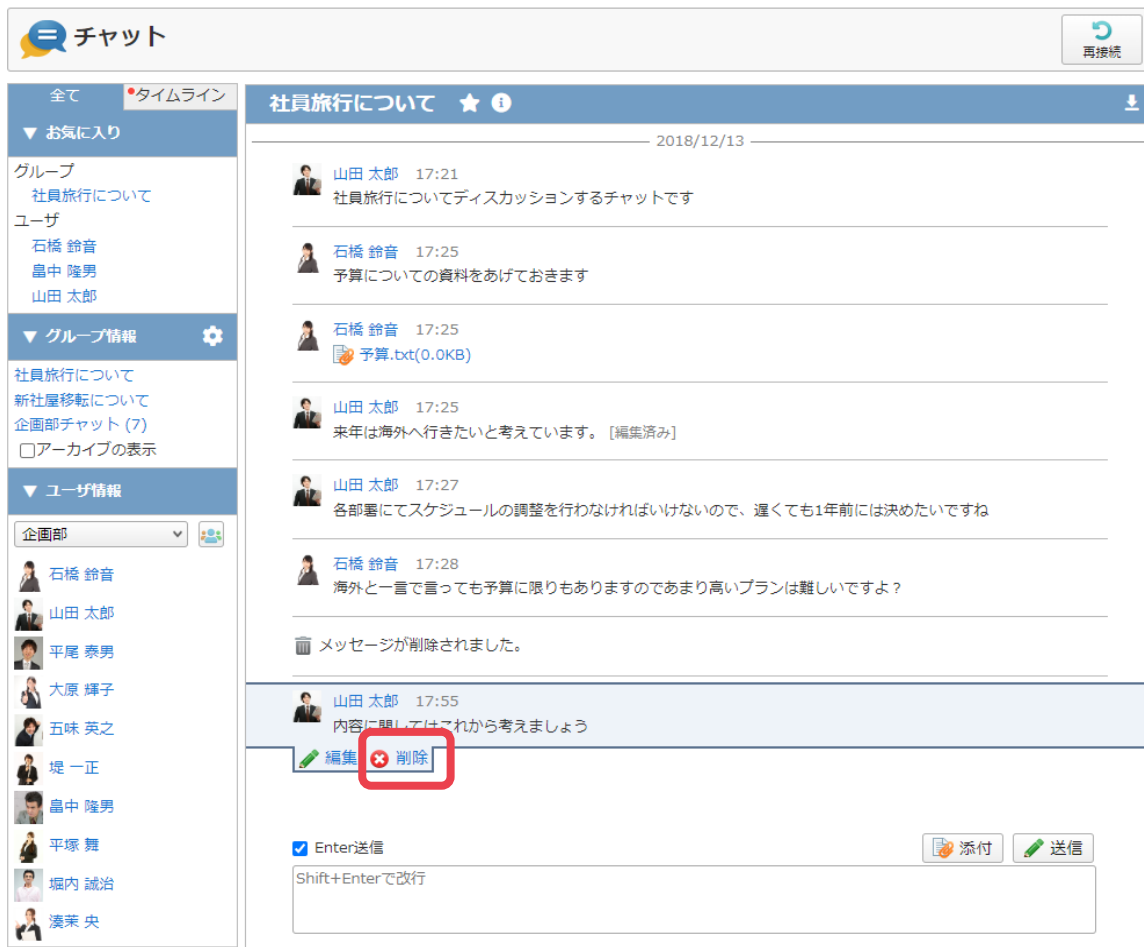 チャット
再接続
全て
タイムライン
お気に入り
グループ
社員旅行について
ユーザ
石橋 鈴音
畠中 隆男
山田 太郎
グループ情報
社員旅行について
新社屋移転について
企画部チャット (7)
アーカイブの表示
ユーザ情報
企画部
石橋 鈴音
山田 太郎
平尾 泰男
大原 輝子
五味 英之
堤 一正
畠中 隆男
平塚 舞
堀内 誠治
湊茉 央
社員旅行について
2018/12/13
山田 太郎 17:21
社員旅行についてディスカッションするチャットです
石橋 鈴音 17:25
予算についての資料をあげておきます
石橋 鈴音 17:25
予算.txt(0.0KB)
山田 太郎 17:25
来年は海外へ行きたいと考えています。 [編集済み]
山田 太郎 17:27
各部署にてスケジュールの調整を行わなければいけないので、遅くても1年前には決めたいですね
石橋 鈴音 17:28
海外と一言で言っても予算に限りもありますのであまり高いプランは難しいですよ？
メッセージが削除されました。
山田 太郎 17:55
内容に関してはこれから考えましょう
編集 削除
Enter送信
添付
送信
Shift+Enterで改行